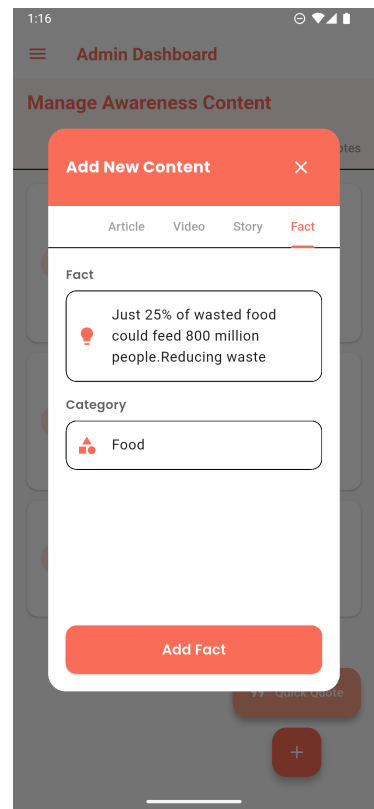 1:16
Admin Dashboard
Manage Awareness Content
otes
Add New Content
Article Video Story Fact
Fact
Just 25% of wasted food
could feed 800 million
people.Reducing waste
Category
Food
Add Fact
Quick Quote